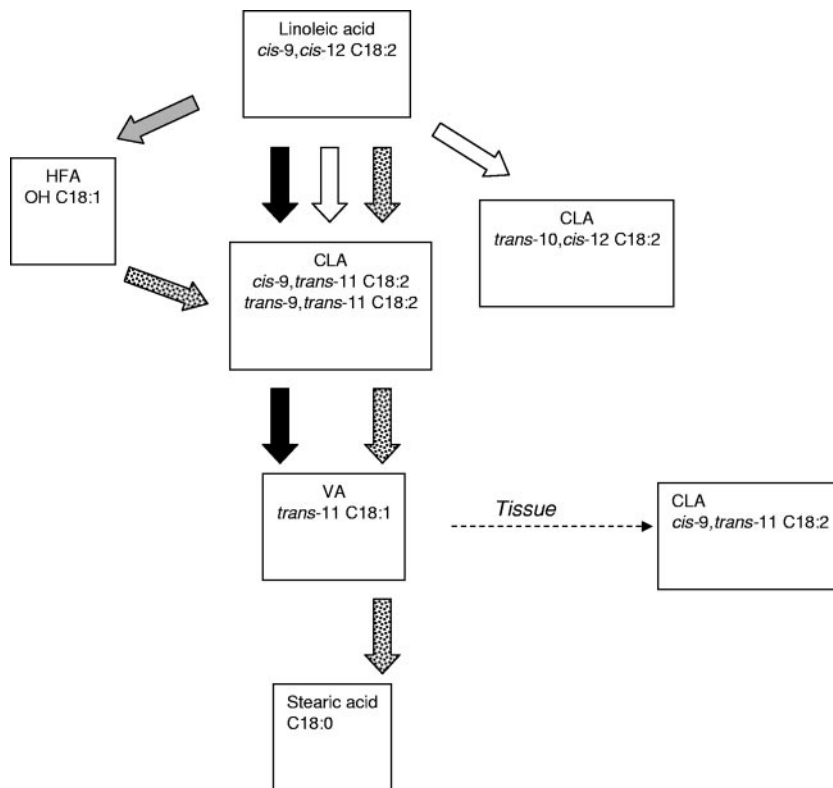 Linoleic acid
cis-9,cis-12 C18:2
HFA
OH C18:1
CLA
trans-10,cis-12 C18:2
CLA
cis-9,trans-11 C18:2
trans-9,trans-11 C18:2
VA
trans-11 C18:1
Tissue
CLA
cis-9,trans-11 C18:2
Stearic acid
C18:0